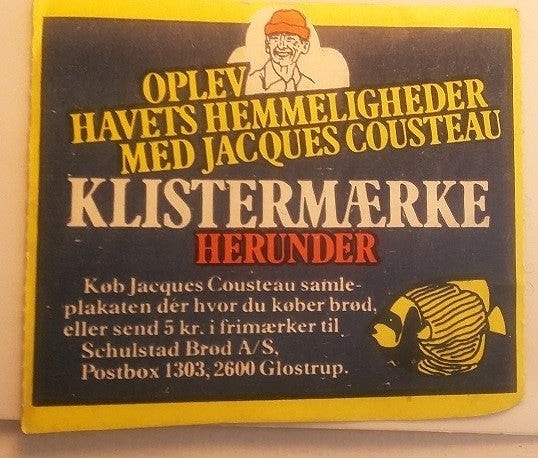 OPLEV
HAVETS HEMMELIGHEDER
MED JACQUES COUSTEAU
KLISTERMÆRKE
HERUNDER
Køb Jacques Cousteau samle-
plakaten dér hvor du køber brød,
eller send 5 kr. i frimærker til
Schulstad Brød A/S,
Postbox 1303, 2600 Glostrup.